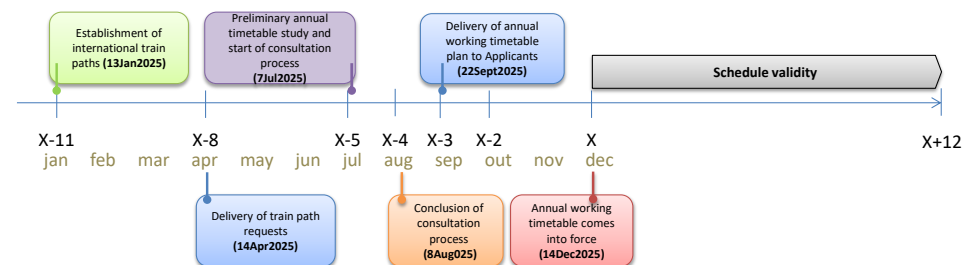 Establishment of
international train
paths (13Jan2025)
Preliminary annual
timetable study and
start of consultation
process
(7Jul2025)
Delivery of annual
working timetable
plan to Applicants
(22Sept2025)
Schedule validity
X-11
X-8
X-5
X-4
X-3
X-2
X
X+12
jan
feb
mar
apr
may
jun
jul
aug
sep
out
nov
dec
Delivery of train path
requests
(14Apr2025)
Conclusion of
consultation
process
(8Aug025)
Annual working
timetable comes
into force
(14Dec2025)